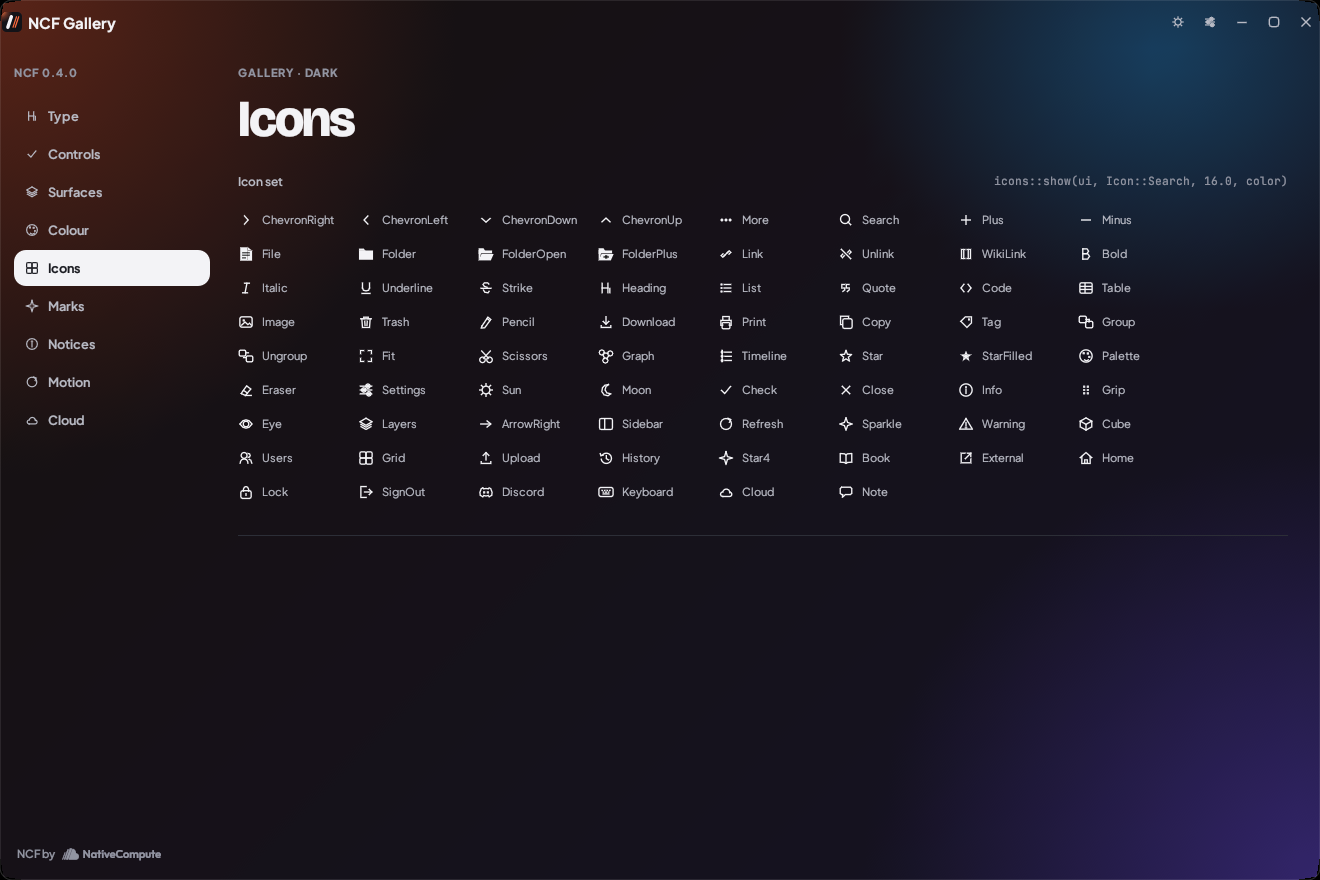 NCF Gallery
NCF 0.4.0
Type
Controls
Surfaces
Colour
Icons
Marks
Notices
Motion
Cloud
GALLERY · DARK
Icons
Icon set
icons::show(ui, Icon::Search, 16.0, color)
ChevronRight ChevronLeft ChevronDown ChevronUp More Search Plus Minus
File Folder FolderOpen FolderPlus Link Unlink WikiLink Bold
Italic Underline Strike Heading List Quote Code Table
Image Trash Pencil Download Print Copy Tag Group
Ungroup Fit Scissors Graph Timeline Star StarFilled Palette
Eraser Settings Sun Moon Check Close Info Grip
Eye Layers ArrowRight Sidebar Refresh Sparkle Warning Cube
Users Grid Upload History Star4 Book External Home
Lock SignOut Discord Keyboard Cloud Note
NCF by NativeCompute